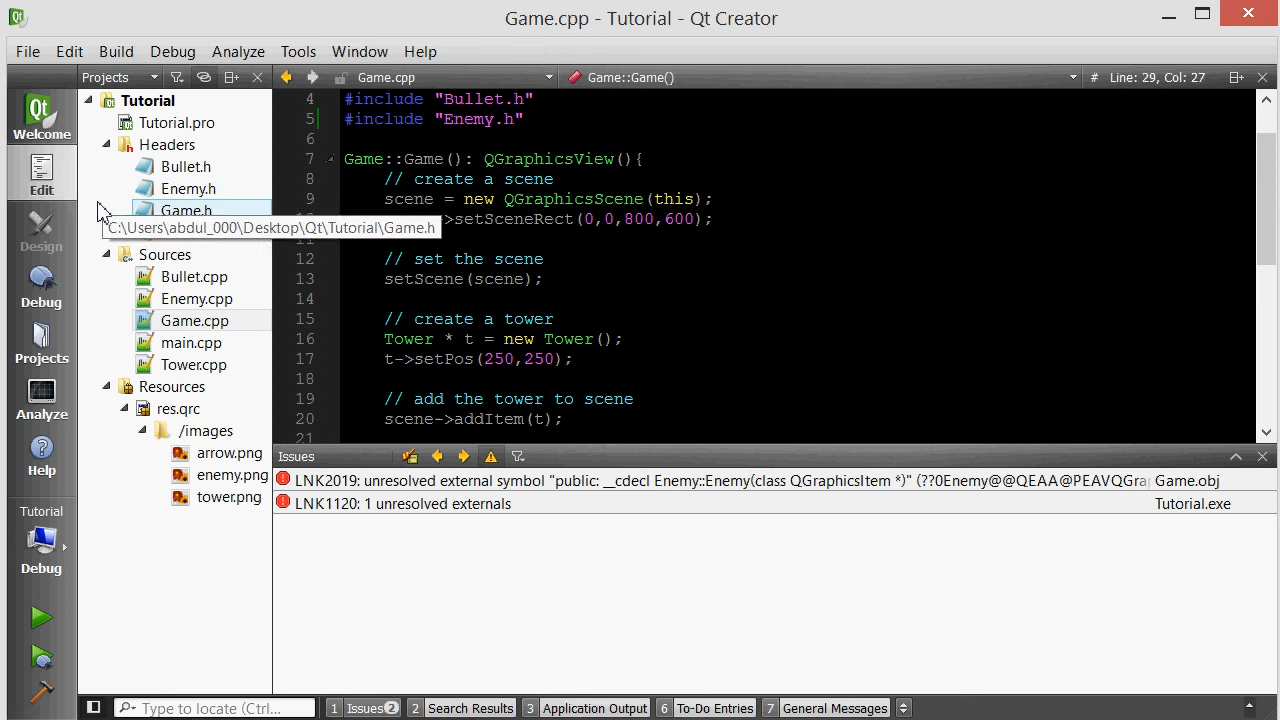 Game.cpp - Tutorial - Qt Creator
File Edit Build Debug Analyze Tools Window Help
Projects Game.cpp Game::Game() # Line: 29, Col: 27
Welcome
Edit
Design
Debug
Projects
Analyze
Help
Tutorial
Debug
Tutorial
Tutorial.pro
Headers
Bullet.h
Enemy.h
Game.h
C:\Users\abdul_000\Desktop\Qt\Tutorial\Game.h
Sources
Bullet.cpp
Enemy.cpp
Game.cpp
main.cpp
Tower.cpp
Resources
res.qrc
/images
arrow.png
enemy.png
tower.png
4 #include "Bullet.h"
5 #include "Enemy.h"
6
7 Game::Game(): QGraphicsView(){
8 // create a scene
9 scene = new QGraphicsScene(this);
>setSceneRect(0,0,800,600);
12 // set the scene
13 setScene(scene);
14
15 // create a tower
16 Tower * t = new Tower();
17 t->setPos(250,250);
18
19 // add the tower to scene
20 scene->addItem(t);
21
Issues
LNK2019: unresolved external symbol "public: __cdecl Enemy::Enemy(class QGraphicsItem *)" (??0Enemy@@QEAA@PEAVQGra Game.obj
LNK1120: 1 unresolved externals Tutorial.exe
Type to locate (Ctrl... 1 Issues 2 2 Search Results 3 Application Output 6 To-Do Entries 7 General Messages